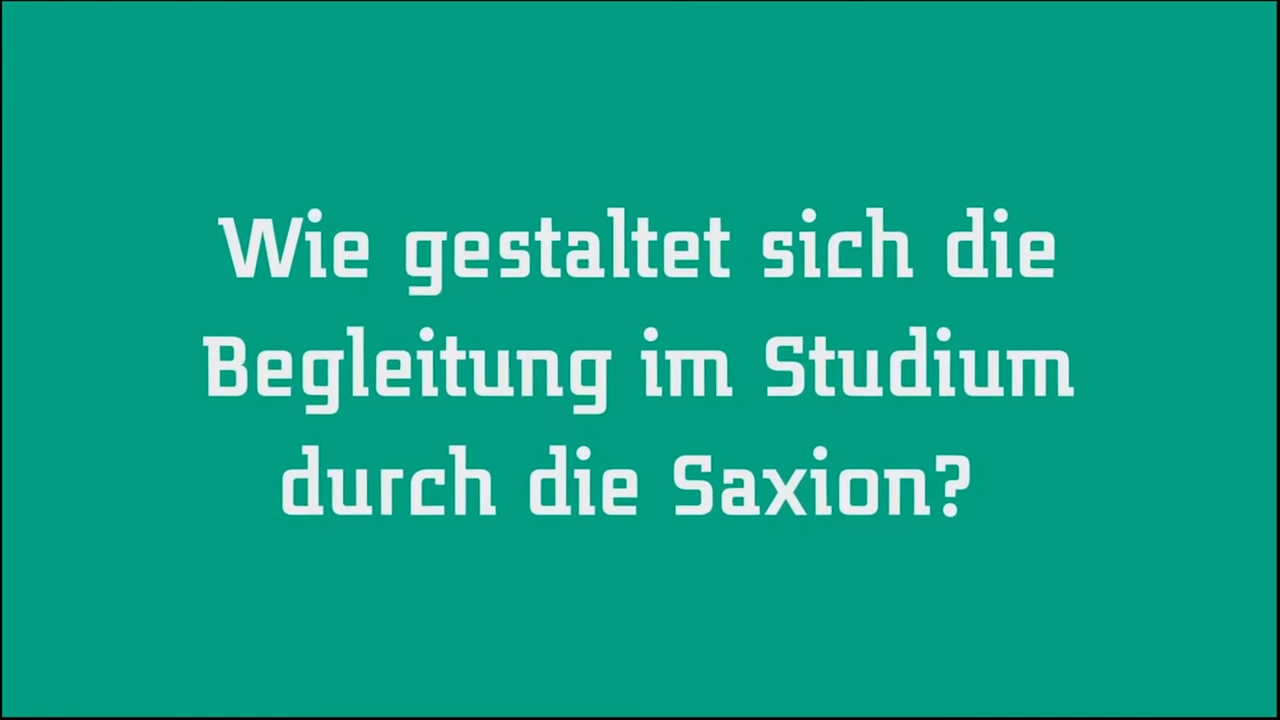 Wie gestaltet sich die
Begleitung im Studium
durch die Saxion?